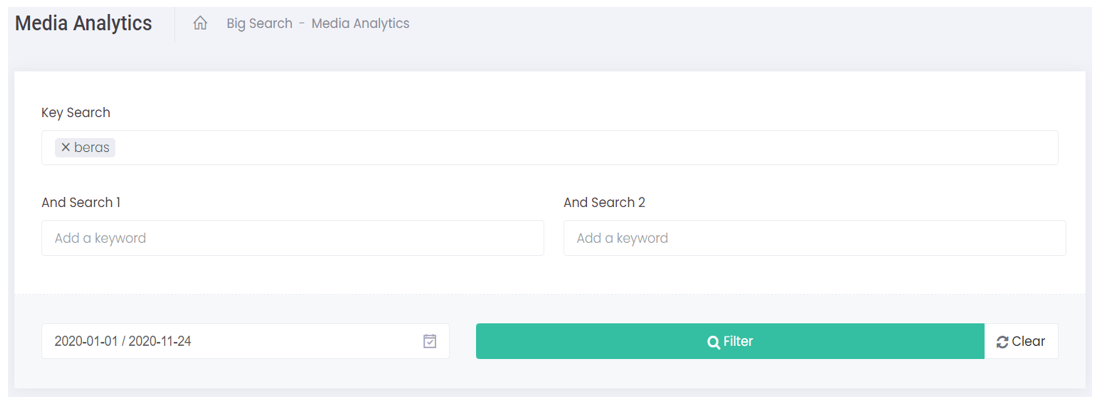 Media Analytics
Big Search - Media Analytics
Key Search
× beras
And Search 1
And Search 2
Add a keyword
Add a keyword
2020-01-01 / 2020-11-24
Filter
Clear